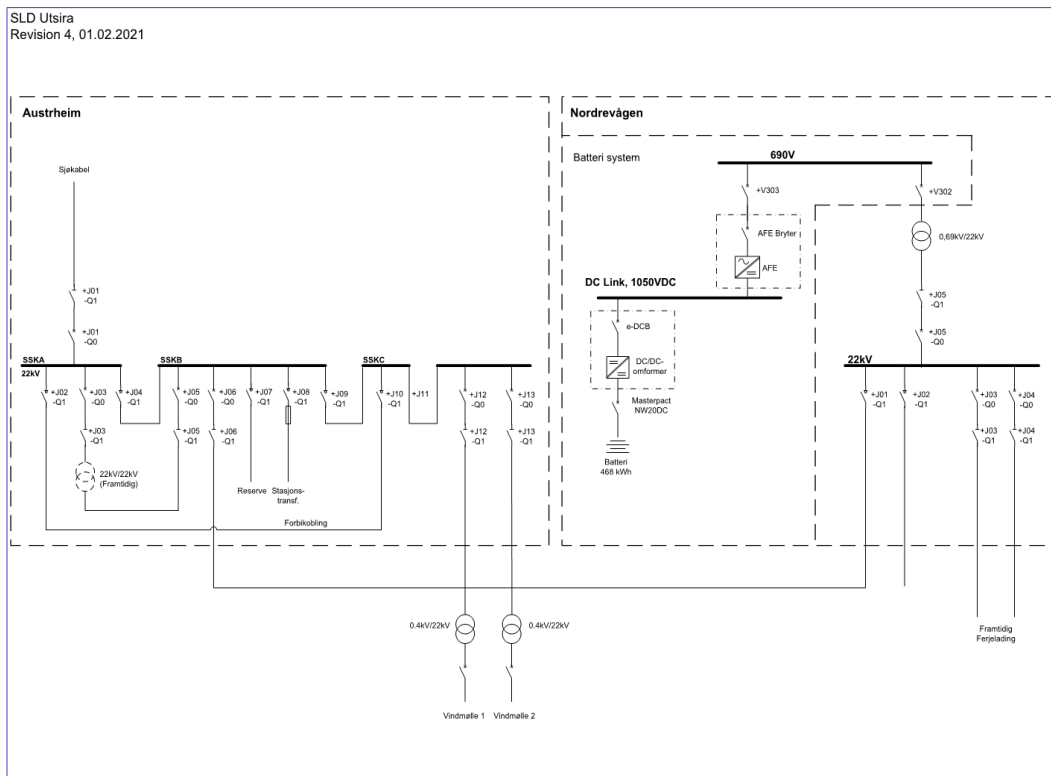 SLD Utsira
Revision 4, 01.02.2021
Austrheim
Sjøkabel
+J01
-Q1
+J01
-Q0
SSKA
22kV
SSKB
SSKC
+J02
-Q1
+J03
-Q0
+J04
-Q1
+J05
-Q0
+J06
-Q0
+J07
-Q1
+J08
-Q1
+J09
-Q1
+J10
-Q1
+J11
+J12
-Q0
+J13
-Q0
+J03
-Q1
+J05
-Q1
+J06
-Q1
+J12
-Q1
+J13
-Q1
22kV/22kV
(Framtidig)
Reserve
Stasjons-
transf.
Forbikobling
0.4kV/22kV
0.4kV/22kV
Vindmølle 1
Vindmølle 2
Nordrevågen
Batteri system
690V
+V303
+V302
AFE Bryter
AFE
0,69kV/22kV
DC Link, 1050VDC
e-DCB
DC/DC-
omformer
Masterpact
NW20DC
Batteri
468 kWh
+J05
-Q1
+J05
-Q0
22kV
+J01
-Q1
+J02
-Q1
+J03
-Q0
+J04
-Q0
+J03
-Q1
+J04
-Q1
Framtidig
Ferjelading